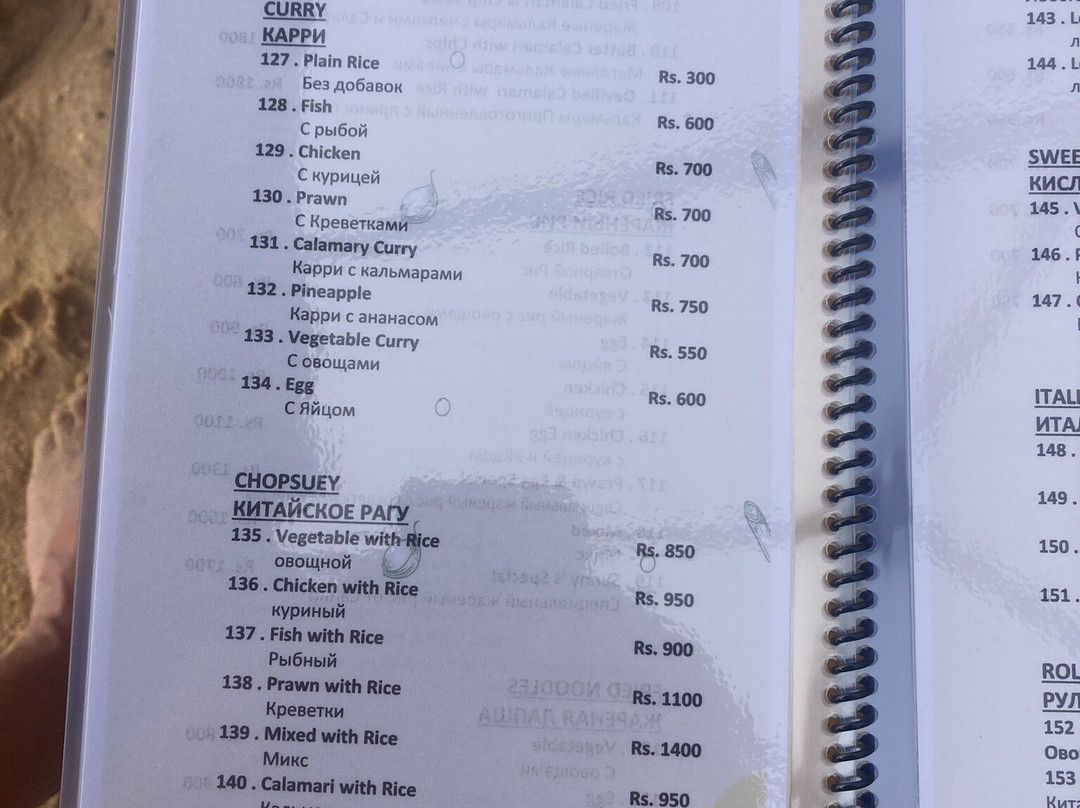 CURRY
КАРРИ
127 . Plain Rice Rs. 300
Без добавок
128 . Fish Rs. 600
С рыбой
129 . Chicken Rs. 700
С курицей
130 . Prawn Rs. 700
С Креветками
131 . Calamary Curry Rs. 700
Карри с кальмарами
132 . Pineapple Rs. 750
Карри с ананасом
133 . Vegetable Curry Rs. 550
С овощами
134 . Egg Rs. 600
С Яйцом
CHOPSUEY
КИТАЙСКОЕ РАГУ
135 . Vegetable with Rice Rs. 850
овощной
136 . Chicken with Rice Rs. 950
куриный
137 . Fish with Rice Rs. 900
Рыбный
138 . Prawn with Rice Rs. 1100
Креветки
139 . Mixed with Rice Rs. 1400
Микс
140 . Calamari with Rice Rs. 950
143 .
144 .
145 .
146 .
147 .
148 .
149 .
150 .
151 .
152
153